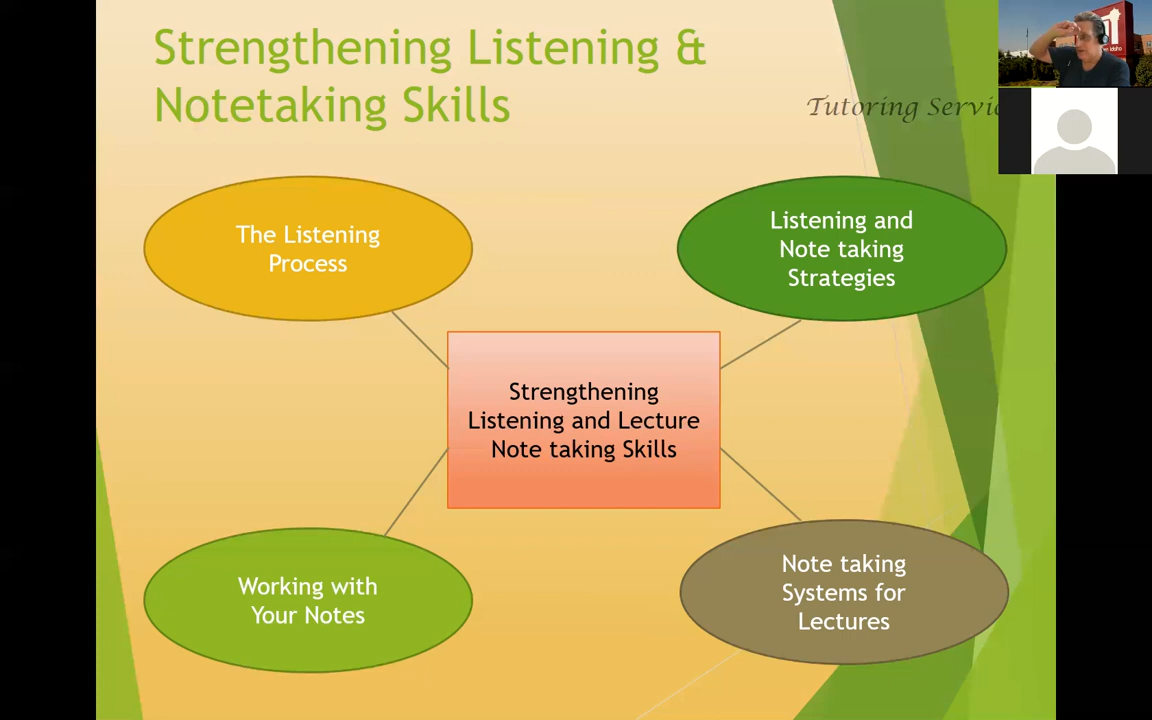 Strengthening Listening &
Notetaking Skills
Tutoring
The Listening
Process
Listening and
Note taking
Strategies
Strengthening
Listening and Lecture
Note taking Skills
Working with
Your Notes
Note taking
Systems for
Lectures